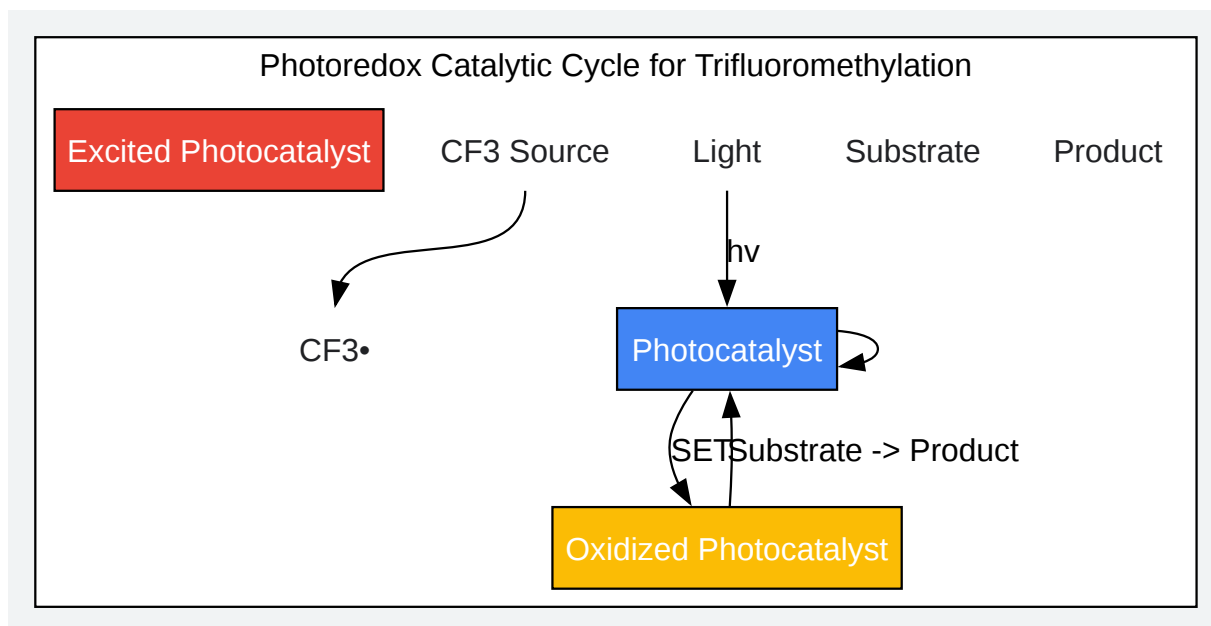 Photoredox Catalytic Cycle for Trifluoromethylation
Excited Photocatalyst
CF3 Source
Light
Substrate
Product
hv
CF3•
Photocatalyst
SET
Substrate -> Product
Oxidized Photocatalyst